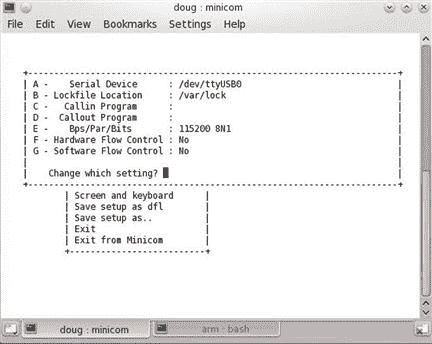 doug : minicom
File Edit View Bookmarks Settings Help
+-----------------------------------------------------------------------+
| A - Serial Device : /dev/ttyUSB0 |
| B - Lockfile Location : /var/lock |
| C - Callin Program : |
| D - Callout Program : |
| E - Bps/Par/Bits : 115200 8N1 |
| F - Hardware Flow Control : No |
| G - Software Flow Control : No |
| |
| Change which setting? |
+-----------------------------------------------------------------------+
| Screen and keyboard |
| Save setup as dfl |
| Save setup as.. |
| Exit |
| Exit from Minicom |
+--------------------------+
doug : minicom
arm : bash